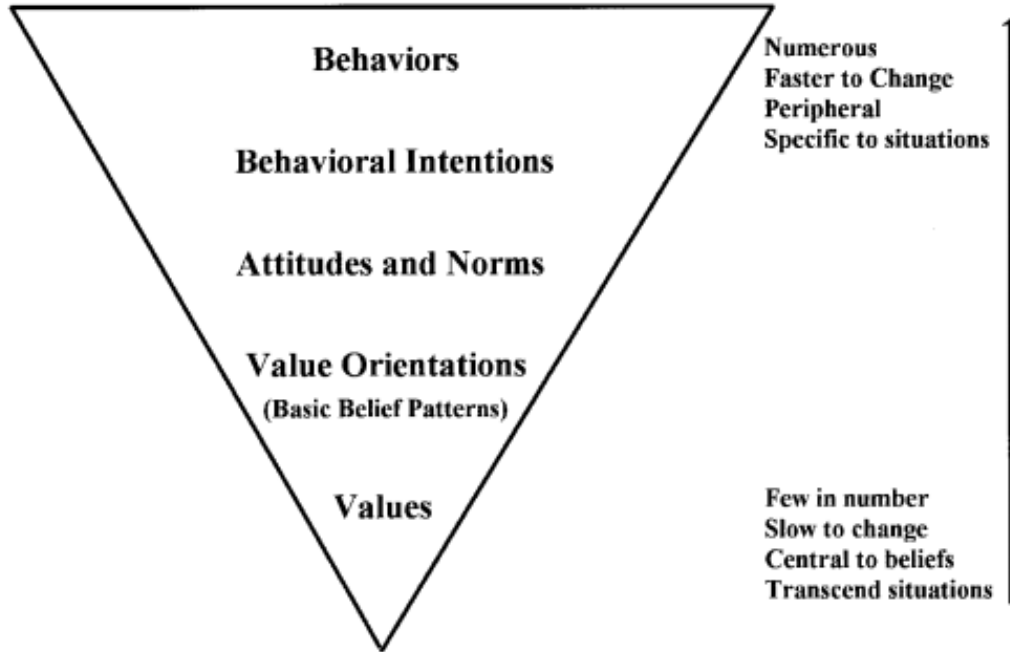 Behaviors
Behavioral Intentions
Attitudes and Norms
Value Orientations
(Basic Belief Patterns)
Values
Numerous
Faster to Change
Peripheral
Specific to situations
Few in number
Slow to change
Central to beliefs
Transcend situations